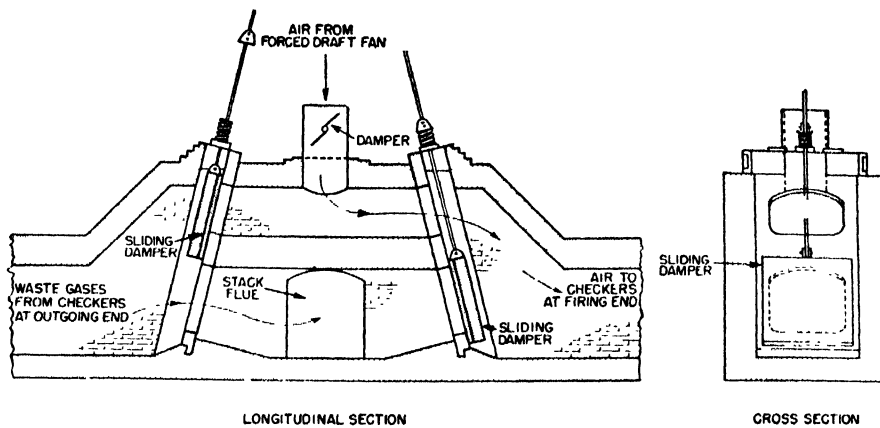 AIR FROM
FORCED DRAFT FAN
DAMPER
SLIDING
DAMPER
STACK
FLUE
WASTE GASES
FROM CHECKERS
AT OUTGOING END
AIR TO
CHECKERS
AT FIRING END
SLIDING
DAMPER
SLIDING
DAMPER
LONGITUDINAL SECTION
CROSS SECTION